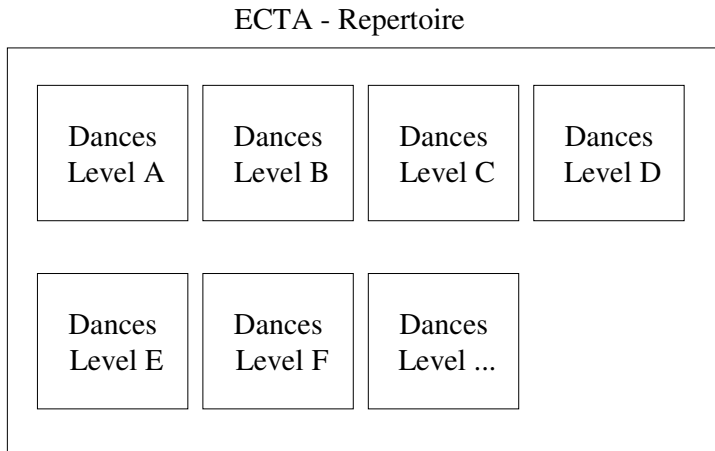 ECTA - Repertoire
Dances
Level A
Dances
Level B
Dances
Level C
Dances
Level D
Dances
Level E
Dances
Level F
Dances
Level ...